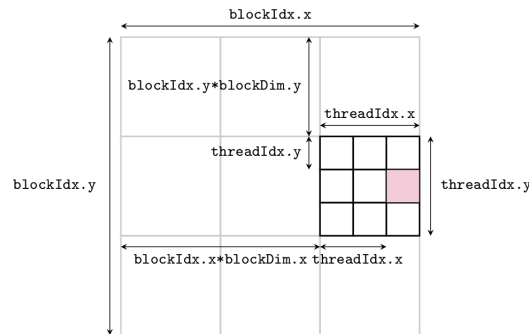 blockIdx.x
blockIdx.y*blockDim.y
threadIdx.x
threadIdx.y
blockIdx.y
threadIdx.y
blockIdx.x*blockDim.x threadIdx.x